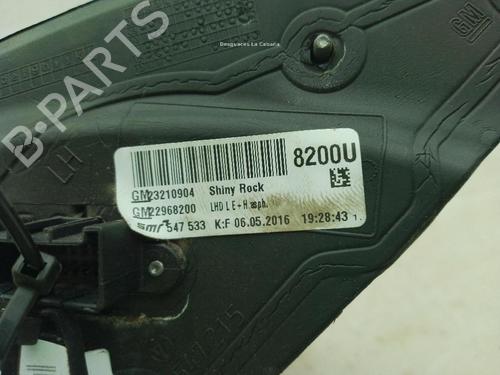 Desguaces La Cabaña
GM
B-PARTS
LH
8200U
GM 23210904 Shiny Rock
GM 22968200 LHD L E+H asph.
smr 547 533 K:F 06.05.2016 19:28:43 1.